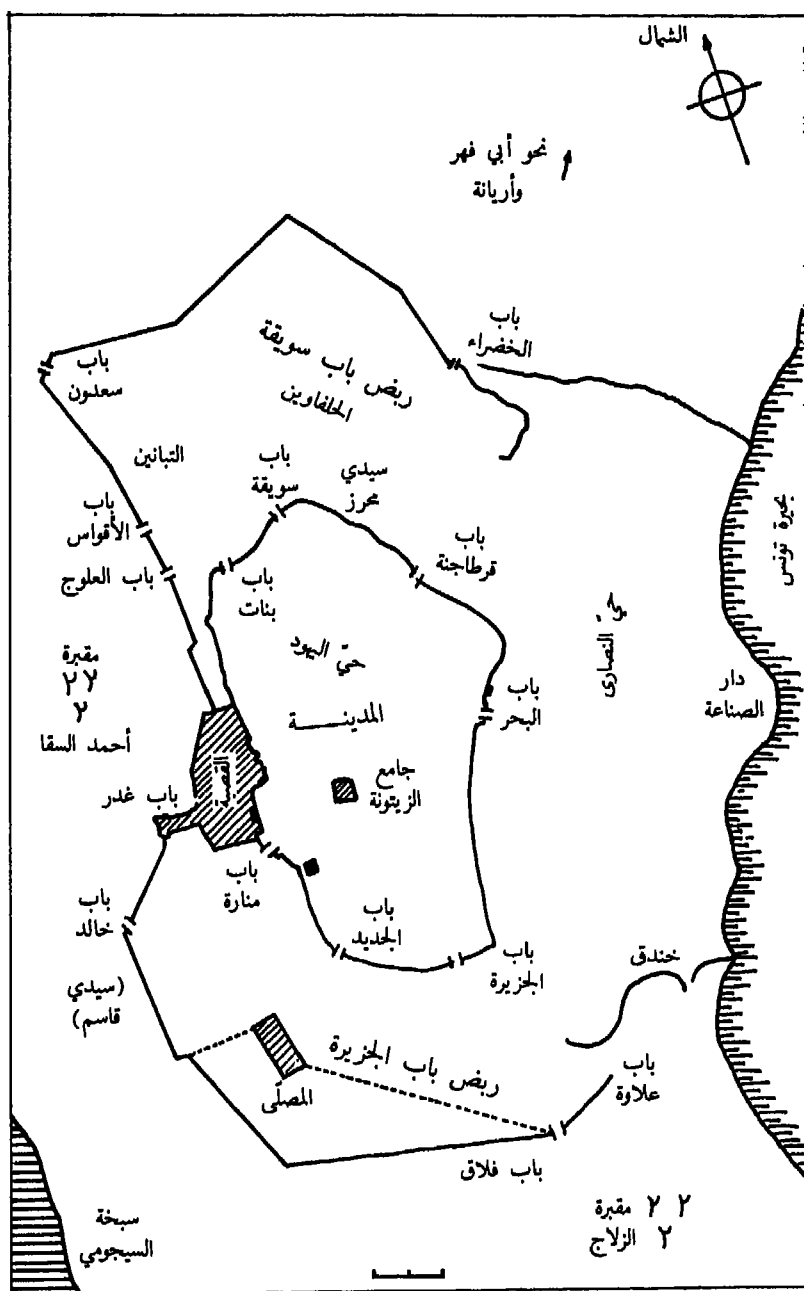 الشمال
نحو أبي فهر
وأريانة
باب
الخضراء
ربض باب سويقة
الحلفاوين
باب
سعدون
التبانين
باب
سويقة
سيدي
محرز
باب
الأقواس
باب
قرطاجنة
باب العلوج
باب
بنات
بحيرة تونس
حيّ النصارى
حيّ اليهود
مقبرة
أحمد السقا
باب
البحر
دار
الصناعة
المدينـــــة
القصبة
جامع
الزيتونة
باب غدر
باب
منارة
باب
خالد
باب
الجديد
باب
الجزيرة
خندق
(سيدي
قاسم)
ربض باب الجزيرة
المصلّى
باب
علاوة
باب فلاق
مقبرة
الزلاج
سبخة
السيجومي